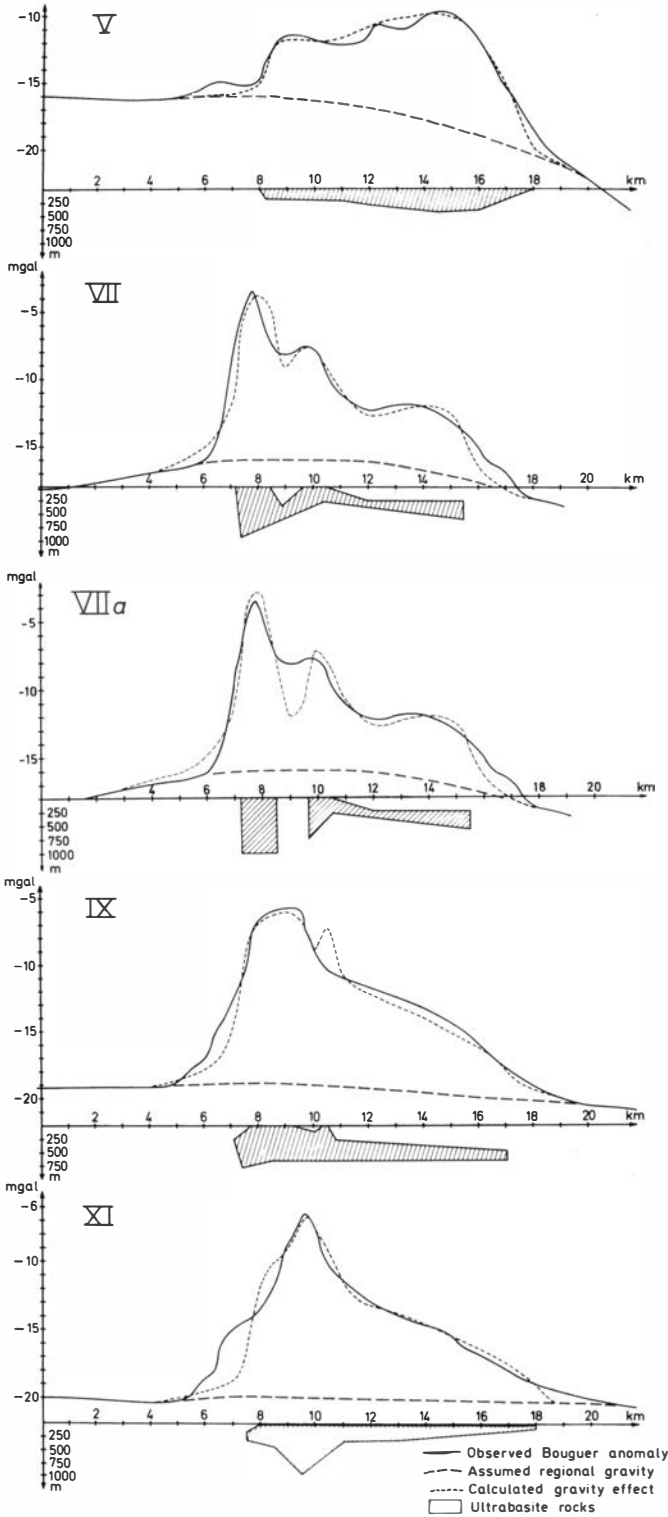 V
-10
-15
-20
2 4 6 8 10 12 14 16 18 km
250
500
750
1000
m
mgal
VII
-5
-10
-15
2 4 6 8 10 12 14 16 18 20
250
500
750
m
mgal
VII a
-5
-10
-15
2 4 6 8 10 12 14 16 18 20
250
500
750
1000
m
mgal
IX
-5
-10
-15
-20
2 4 6 8 10 12 14 16 18 20 km
250
500
750
m
mgal
XI
-6
-10
-15
-20
2 4 6 8 10 12 14 16 18 20 km
250
500
750
1000
m
Observed Bouguer anomaly
Assumed regional gravity
Calculated gravity effect
Ultrabasite rocks